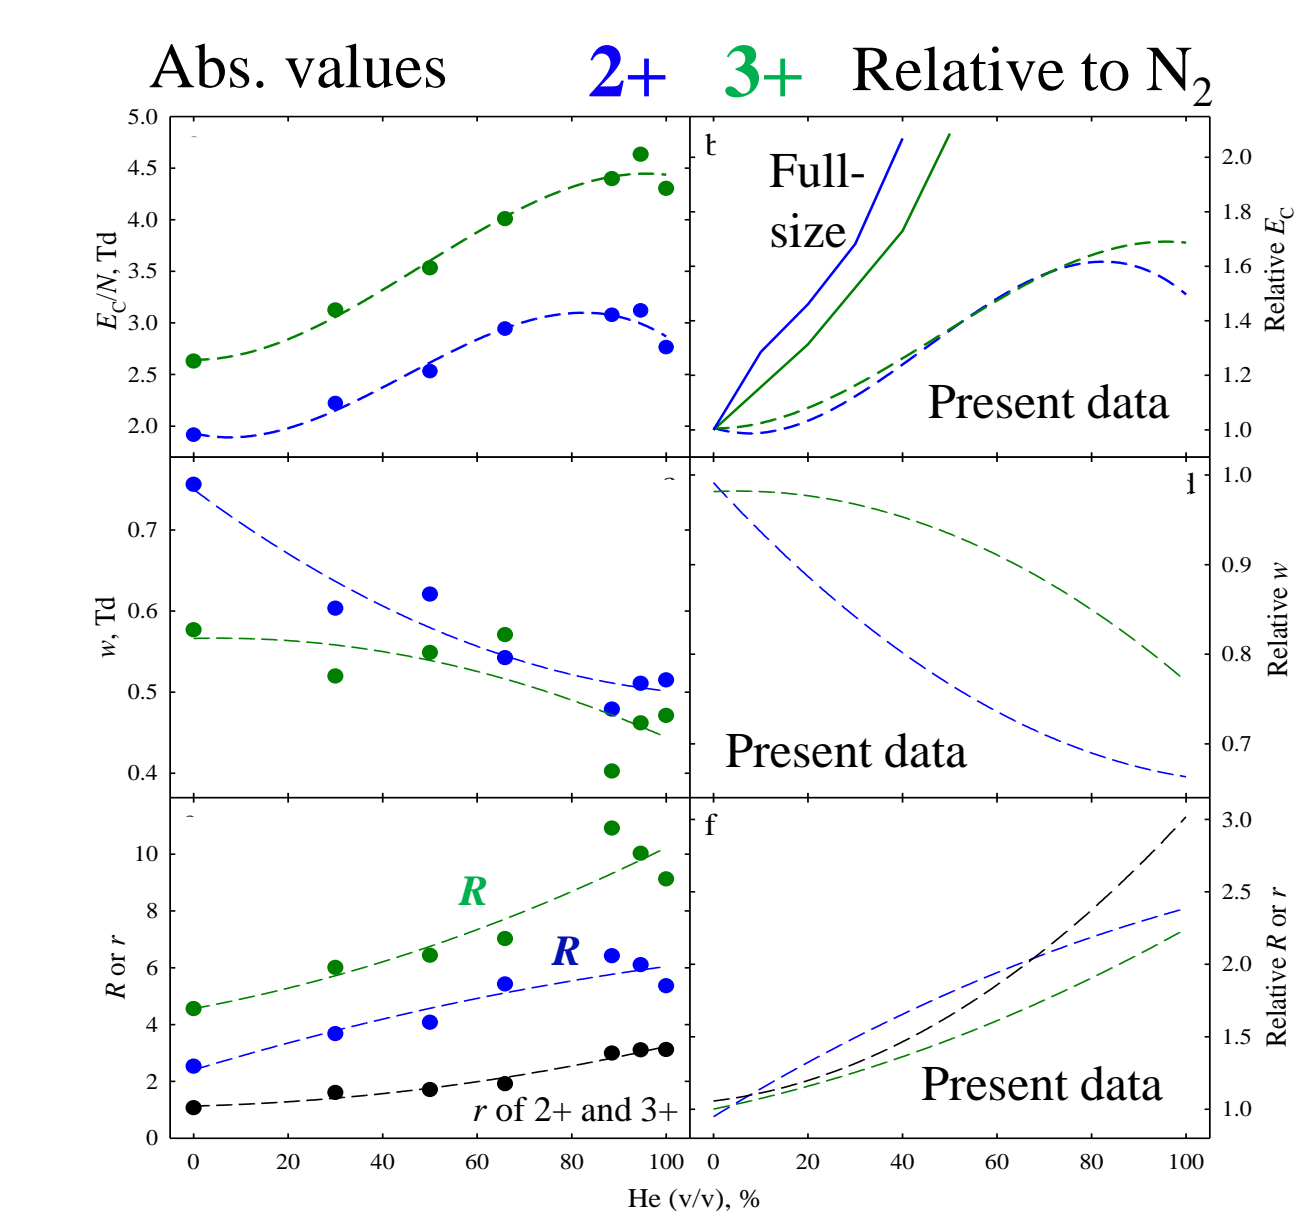 Abs. values 2+ 3+ Relative to N₂
5.0
4.5
4.0
3.5
3.0
2.5
2.0
E_C/N, Td
Full-
size
Present data
2.0
1.8
1.6
1.4
1.2
1.0
Relative E_C
0.7
0.6
0.5
0.4
w, Td
Present data
1.0
0.9
0.8
0.7
Relative w
10
8
6
4
2
0
R or r
R
R
r of 2+ and 3+
f
Present data
3.0
2.5
2.0
1.5
1.0
Relative R or r
0 20 40 60 80 100 0 20 40 60 80 100
He (v/v), %